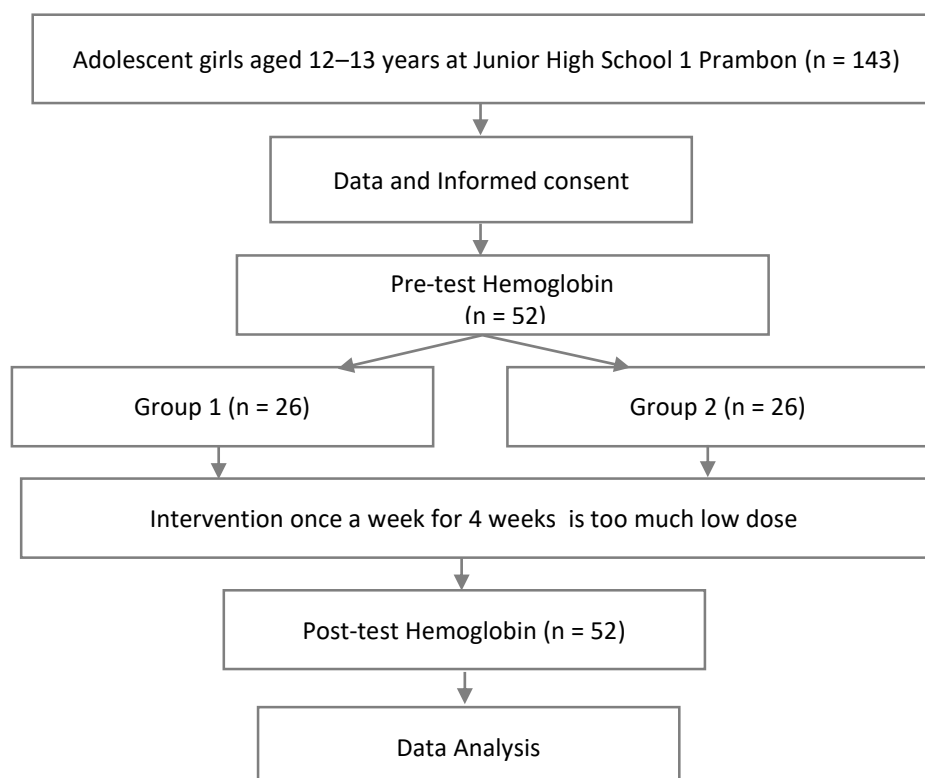 Adolescent girls aged 12–13 years at Junior High School 1 Prambon (n = 143)
Data and Informed consent
Pre-test Hemoglobin
(n = 52)
Group 1 (n = 26)
Group 2 (n = 26)
Intervention once a week for 4 weeks  is too much low dose
Post-test Hemoglobin (n = 52)
Data Analysis